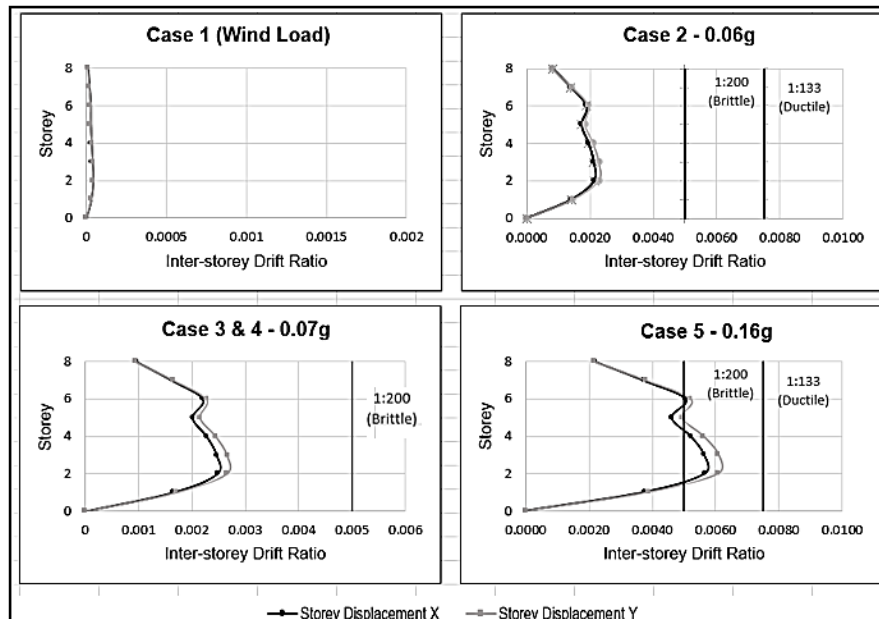 Case 1 (Wind Load)
Storey
8
6
4
2
0
0 0.0005 0.001 0.0015 0.002
Inter-storey Drift Ratio
Case 2 - 0.06g
Storey
8
6
4
2
0
1:200
(Brittle)
1:133
(Ductile)
0.0000 0.0020 0.0040 0.0060 0.0080 0.0100
Inter-storey Drift Ratio
Case 3 & 4 - 0.07g
Storey
8
6
4
2
0
1:200
(Brittle)
0 0.001 0.002 0.003 0.004 0.005 0.006
Inter-storey Drift Ratio
Case 5 - 0.16g
Storey
8
6
4
2
0
1:200
(Brittle)
1:133
(Ductile)
0.0000 0.0020 0.0040 0.0060 0.0080 0.0100
Inter-storey Drift Ratio
Storey Displacement X Storey Displacement Y